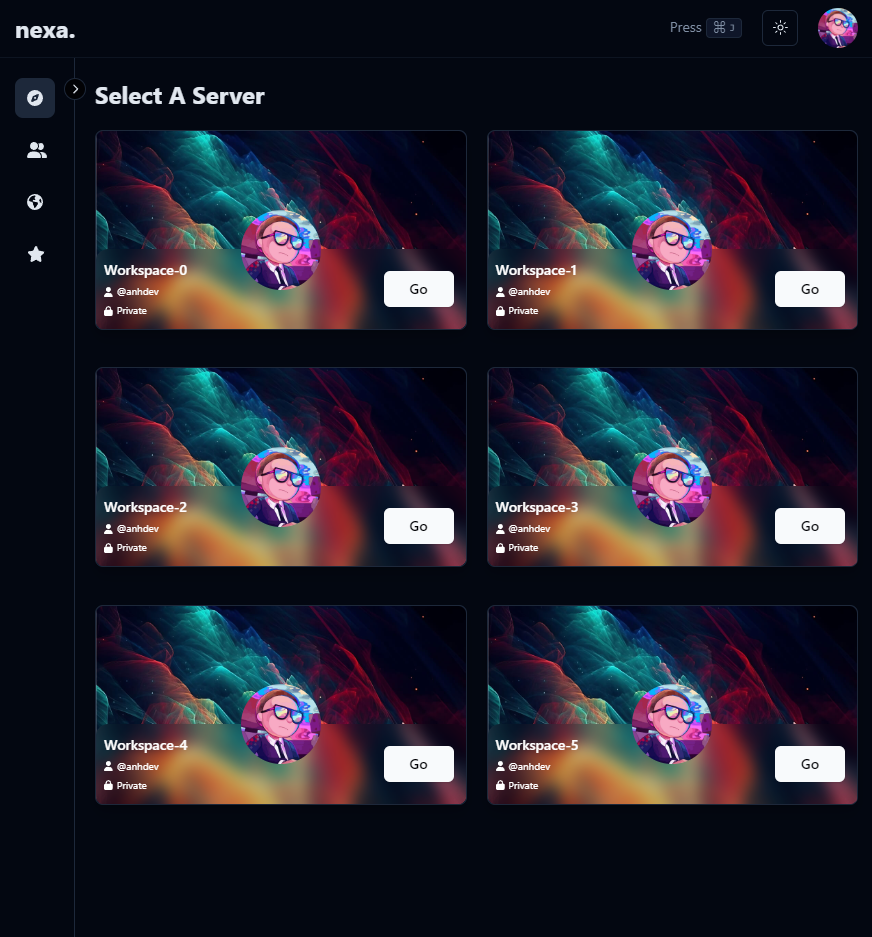 nexa.
Press ⌘ J
Select A Server
Workspace-0
@anhdev
Private
Go
Workspace-1
@anhdev
Private
Go
Workspace-2
@anhdev
Private
Go
Workspace-3
@anhdev
Private
Go
Workspace-4
@anhdev
Private
Go
Workspace-5
@anhdev
Private
Go